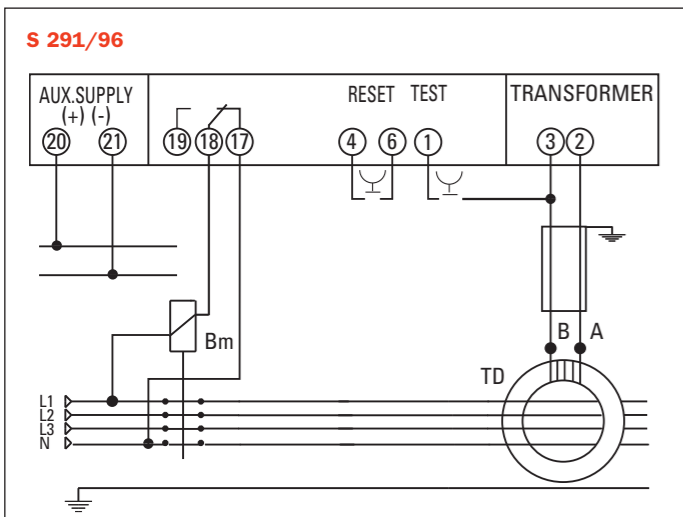 S 291/96
AUX.SUPPLY
(+) (-)
RESET TEST
TRANSFORMER
20 21 19 18 17 4 6 1 3 2
Bm
B A
TD
L1
L2
L3
N